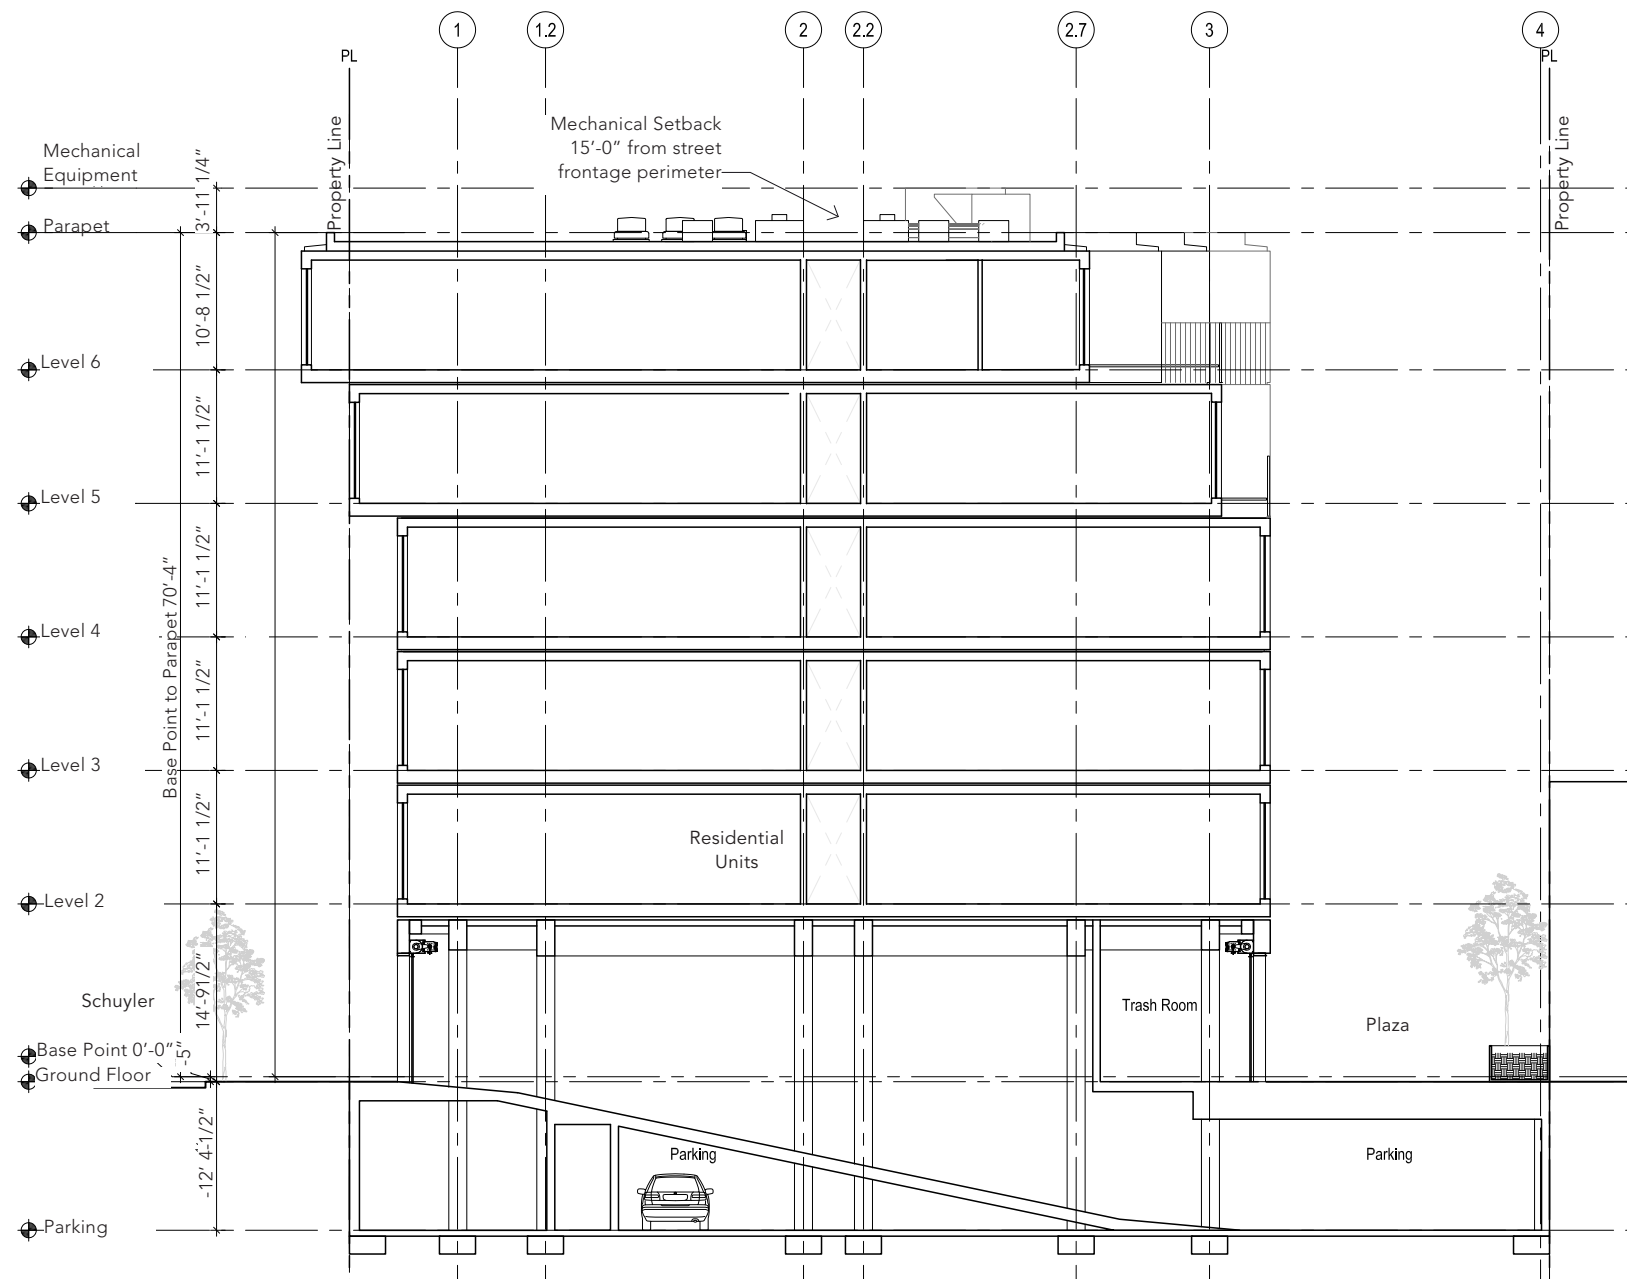 1
1.2
2
2.2
2.7
3
4
PL
PL
Mechanical Setback
15'-0" from street
frontage perimeter
Property Line
Property Line
Mechanical
Equipment
3'-11 1/4"
Parapet
10'-8 1/2"
Level 6
11'-1 1/2"
Level 5
11'-1 1/2"
Level 4
Base Point to Parapet 70'-4"
11'-1 1/2"
Level 3
11'-1 1/2"
Residential
Units
Level 2
14'-91/2"
Schuyler
Trash Room
Plaza
Base Point 0'-0"
-5"
Ground Floor
-12' 4-1/2"
Parking
Parking
Parking